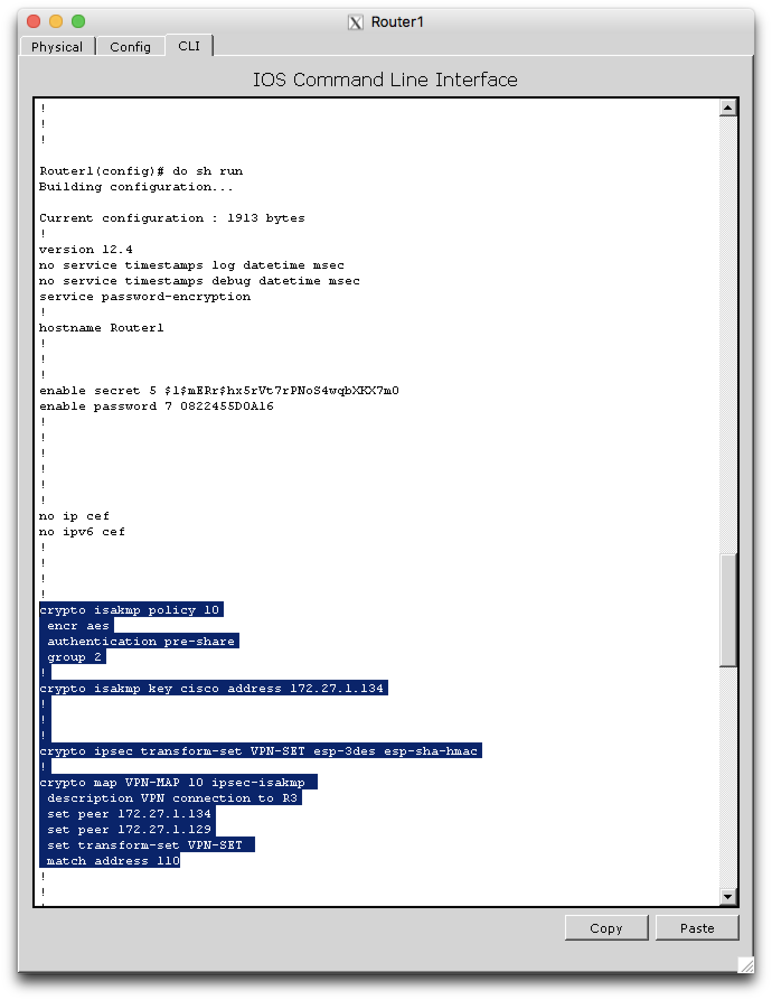 Router1
Physical
Config
CLI
IOS Command Line Interface
!
!
!
Router1(config)# do sh run
Building configuration...
Current configuration : 1913 bytes
!
version 12.4
no service timestamps log datetime msec
no service timestamps debug datetime msec
service password-encryption
!
hostname Router1
!
!
!
enable secret 5 $1$mERr$hx5rVt7rPNoS4wqbXKX7m0
enable password 7 0822455D0A16
!
!
!
!
!
!
no ip cef
no ipv6 cef
!
!
!
!
crypto isakmp policy 10
 encr aes
 authentication pre-share
 group 2
!
crypto isakmp key cisco address 172.27.1.134
!
!
!
crypto ipsec transform-set VPN-SET esp-3des esp-sha-hmac
!
crypto map VPN-MAP 10 ipsec-isakmp
 description VPN connection to R3
 set peer 172.27.1.134
 set peer 172.27.1.129
 set transform-set VPN-SET
 match address 110
!
!
Copy
Paste